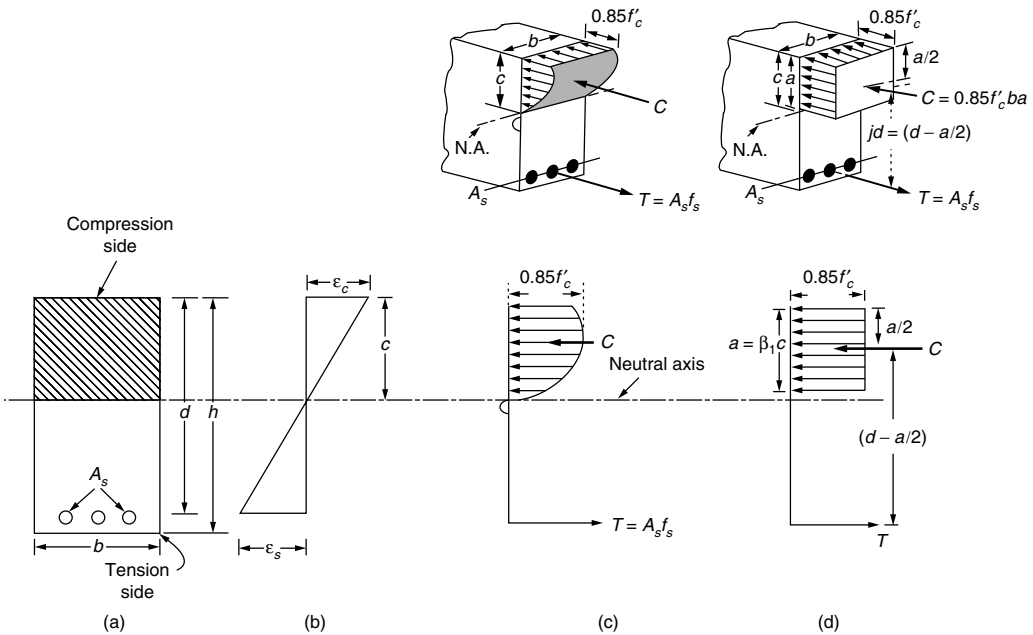 0.85f′c
b
c
C
N.A.
As
T = Asfs
0.85f′c
b
a/2
c
a
C = 0.85f′cba
jd = (d – a/2)
N.A.
As
T = Asfs
Compression
side
d
h
As
b
Tension
side
(a)
εc
c
εs
(b)
0.85f′c
C
Neutral axis
T = Asfs
(c)
0.85f′c
a/2
a = β1c
C
(d – a/2)
T
(d)